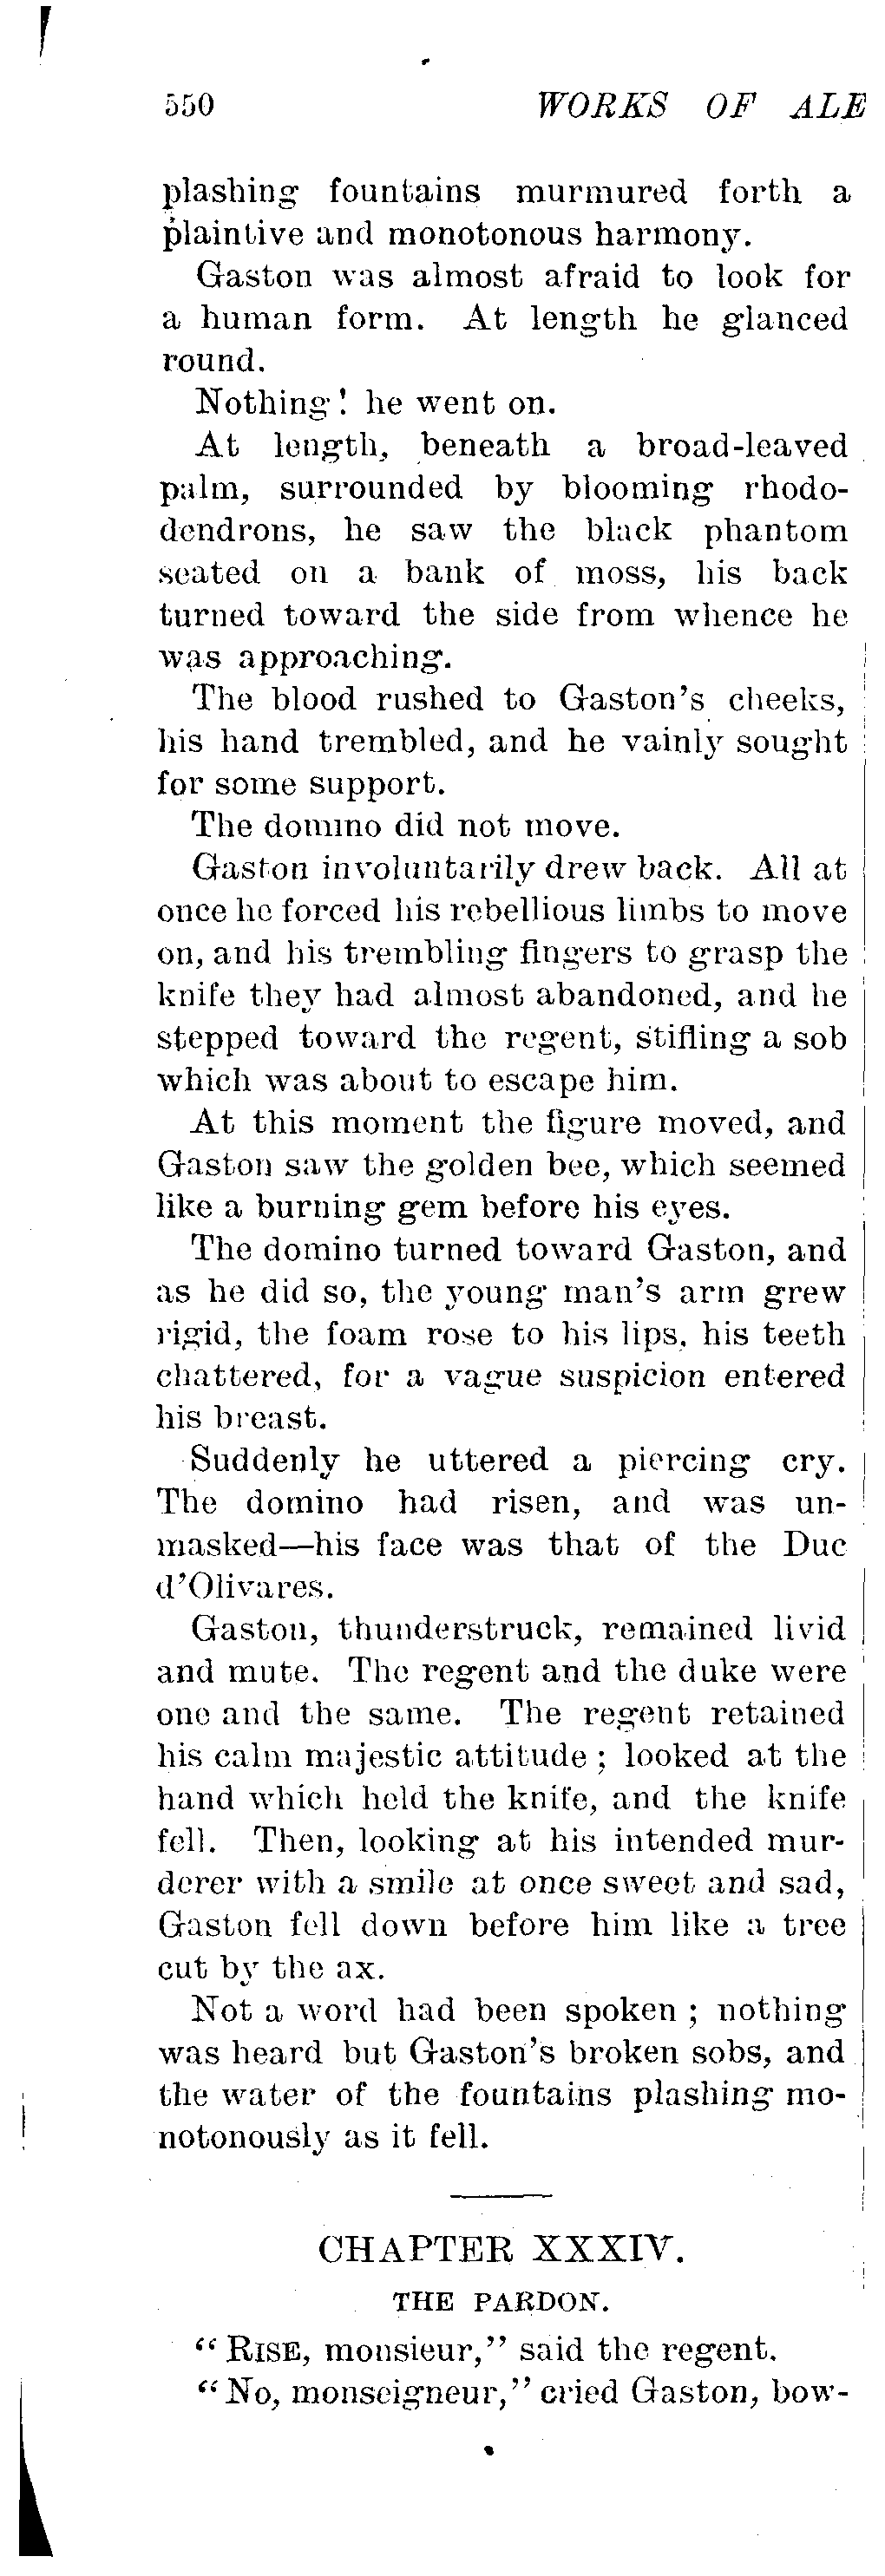 550 WORKS OF ALE
plashing fountains murmured forth a
plaintive and monotonous harmony.
Gaston was almost afraid to look for
a human form. At length he glanced
round.
Nothing! he went on.
At length, beneath a broad-leaved
palm, surrounded by blooming rhodo-
dendrons, he saw the black phantom
seated on a bank of moss, his back
turned toward the side from whence he
was approaching.
The blood rushed to Gaston's cheeks,
his hand trembled, and he vainly sought
for some support.
The domino did not move.
Gaston involuntarily drew back. All at
once he forced his rebellious limbs to move
on, and his trembling fingers to grasp the
knife they had almost abandoned, and he
stepped toward the regent, stifling a sob
which was about to escape him.
At this moment the figure moved, and
Gaston saw the golden bee, which seemed
like a burning gem before his eyes.
The domino turned toward Gaston, and
as he did so, the young man's arm grew
rigid, the foam rose to his lips, his teeth
chattered, for a vague suspicion entered
his breast.
Suddenly he uttered a piercing cry.
The domino had risen, and was un-
masked—his face was that of the Duc
d'Olivares.
Gaston, thunderstruck, remained livid
and mute. The regent and the duke were
one and the same. The regent retained
his calm majestic attitude; looked at the
hand which held the knife, and the knife
fell. Then, looking at his intended mur-
derer with a smile at once sweet and sad,
Gaston fell down before him like a tree
cut by the ax.
Not a word had been spoken; nothing
was heard but Gaston's broken sobs, and
the water of the fountains plashing mo-
notonously as it fell.
CHAPTER XXXIV.
THE PARDON.
"RISE, monsieur," said the regent.
"No, monseigneur," cried Gaston, bow-